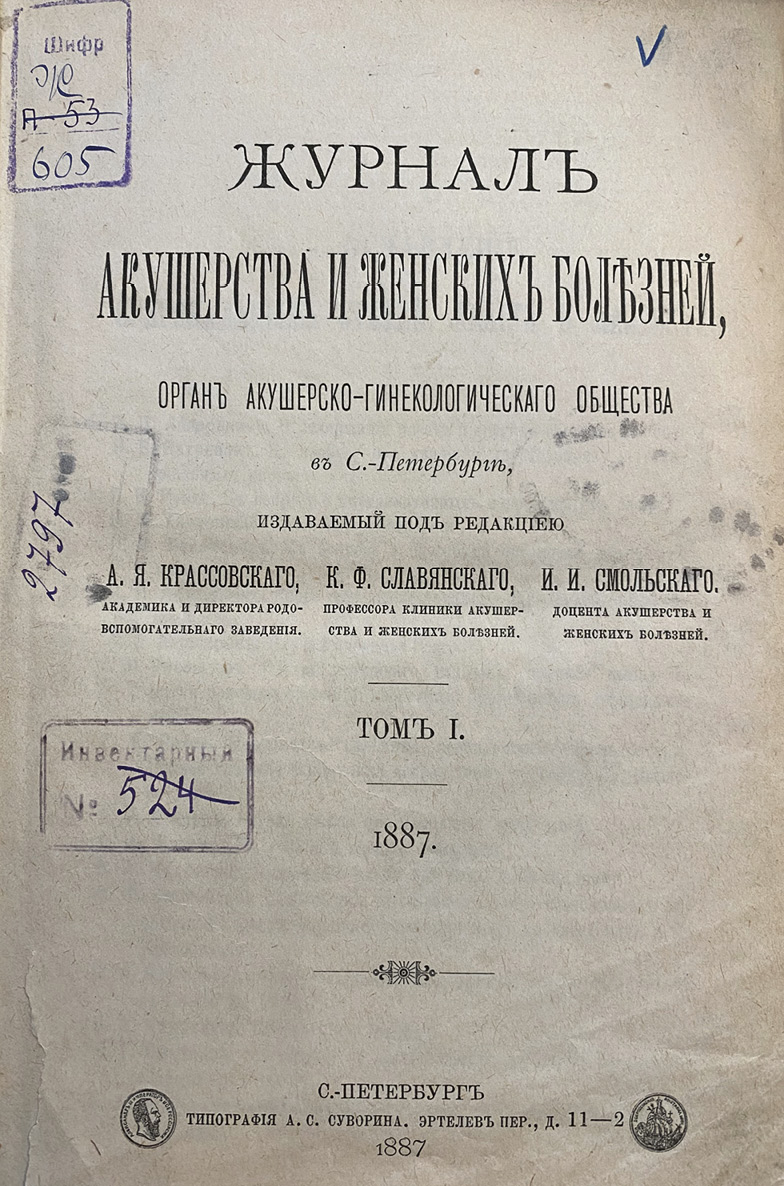 Шифр
Ж
А-53
605
V
ЖУРНАЛЪ
АКУШЕРСТВА И ЖЕНСКИХЪ БОЛѢЗНЕЙ,
ОРГАНЪ АКУШЕРСКО-ГИНЕКОЛОГИЧЕСКАГО ОБЩЕСТВА
въ С.-Петербургѣ,
ИЗДАВАЕМЫЙ ПОДЪ РЕДАКЦІЕЮ
2797
А. Я. КРАССОВСКАГО, К. Ф. СЛАВЯНСКАГО, И. И. СМОЛЬСКАГО.
АКАДЕМИКА И ДИРЕКТОРА РОДО- ПРОФЕССОРА КЛИНИКИ АКУШЕР- ДОЦЕНТА АКУШЕРСТВА И
ВСПОМОГАТЕЛЬНАГО ЗАВЕДЕНІЯ. СТВА И ЖЕНСКИХЪ БОЛѢЗНЕЙ. ЖЕНСКИХЪ БОЛѢЗНЕЙ.
ТОМЪ I.
Инвентарный
№ 524
1887.
С.-ПЕТЕРБУРГЪ
ТИПОГРАФІЯ А. С. СУВОРИНА. ЭРТЕЛЕВЪ ПЕР., Д. 11—2
1887